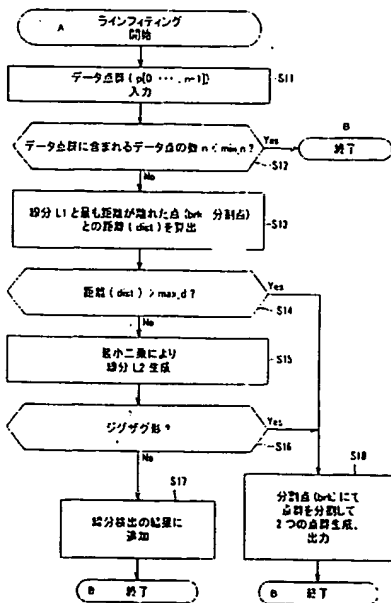 A
ラインフィティング
開始
データ点群 (p[0 ···, n-1])
入力
S11
データ点群に含まれるデータ点の数 n < min_n ?
Yes
S12
B
終了
No
線分 L1 と最も距離が離れた点 (brk 分割点)
との距離 (dist) を算出
S13
距離 (dist) > max_d ?
Yes
S14
No
最小二乗により
線分 L2 生成
S15
ジグザグ形 ?
Yes
S16
No
S17
線分検出の結果に
追加
B 終了
S18
分割点 (brk) にて
点群を分割して
2 つの点群生成、
出力
B 終了